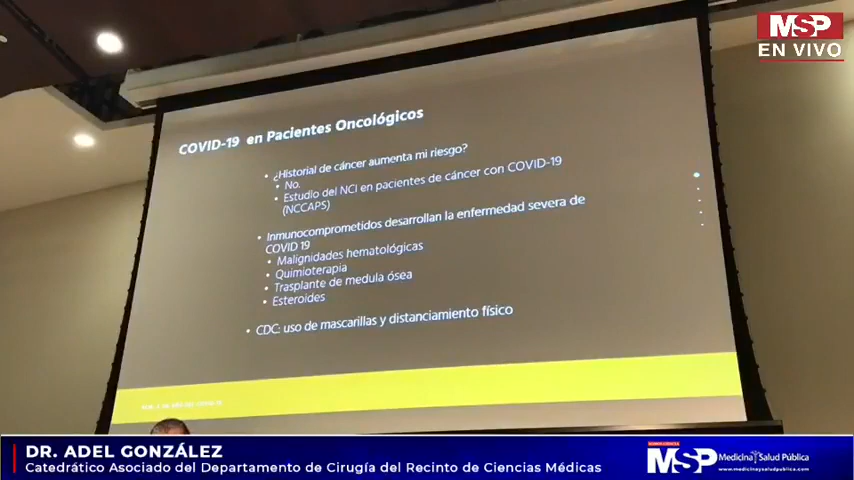 MSP
EN VIVO
COVID-19 en Pacientes Oncológicos
• ¿Historial de cáncer aumenta mi riesgo?
• No.
• Estudio del NCI en pacientes de cáncer con COVID-19
(NCCAPS)
• Inmunocomprometidos desarrollan la enfermedad severa de
COVID 19
• Malignidades hematológicas
• Quimioterapia
• Trasplante de medula ósea
• Esteroides
• CDC: uso de mascarillas y distanciamiento físico
DR. ADEL GONZÁLEZ
Catedrático Asociado del Departamento de Cirugía del Recinto de Ciencias Médicas
MSP Medicina y Salud Pública
www.medicinaysaludpublica.com